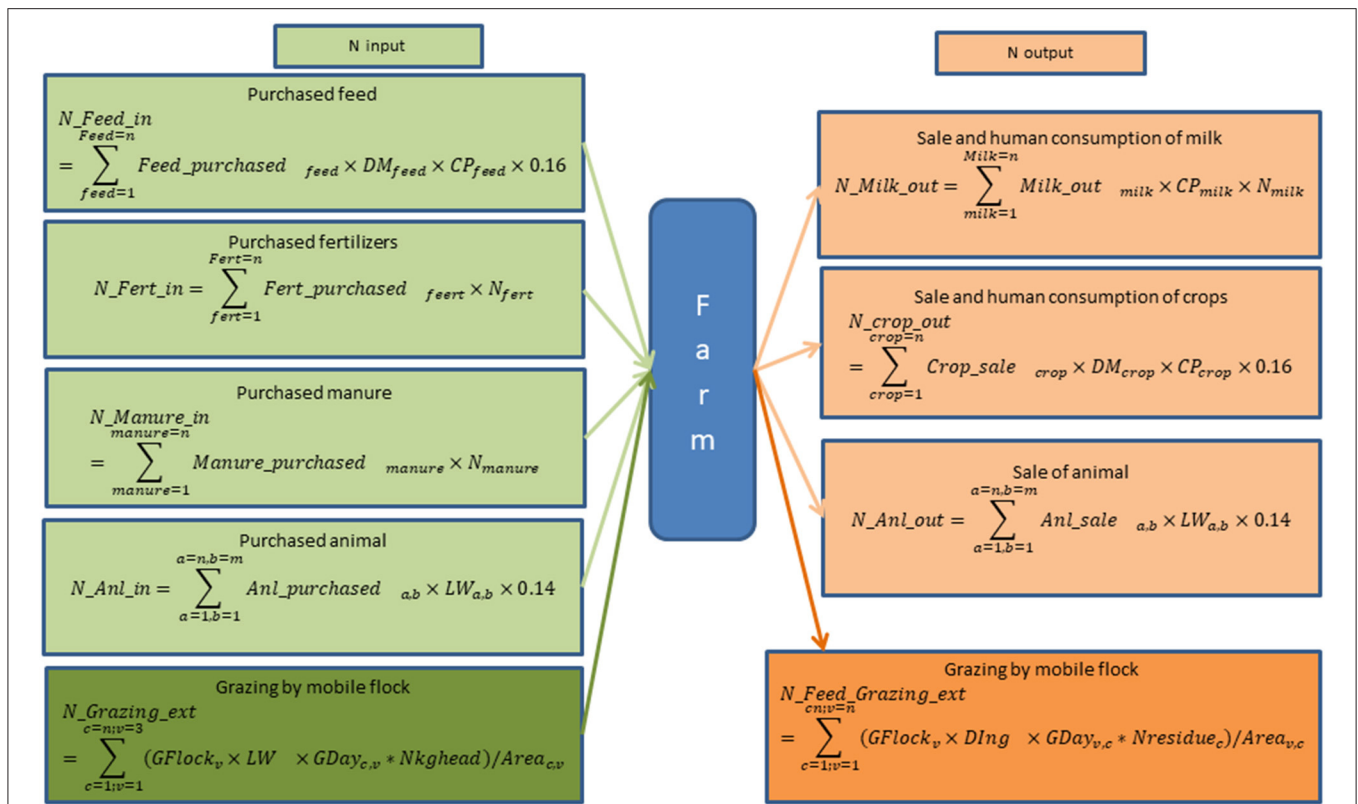 N input
Purchased feed
N_Feed_in
Feed=n
= ∑ Feed_purchased feed × DMfeed × CPfeed × 0.16
feed=1
Purchased fertilizers
Fert=n
N_Fert_in = ∑ Fert_purchased feert × Nfert
fert=1
Purchased manure
N_Manure_in
manure=n
= ∑ Manure_purchased manure × Nmanure
manure=1
Purchased animal
a=n,b=m
N_Anl_in = ∑ Anl_purchased a,b × LWa,b × 0.14
a=1,b=1
Grazing by mobile flock
N_Grazing_ext
c=n;v=3
= ∑ (GFlockv × LW × GDayc,v * Nkghead)/Areac,v
c=1;v=1
F
a
r
m
N output
Sale and human consumption of milk
Milk=n
N_Milk_out = ∑ Milk_out milk × CPmilk × Nmilk
milk=1
Sale and human consumption of crops
N_crop_out
crop=n
= ∑ Crop_sale crop × DMcrop × CPcrop × 0.16
crop=1
Sale of animal
a=n,b=m
N_Anl_out = ∑ Anl_sale a,b × LWa,b × 0.14
a=1,b=1
Grazing by mobile flock
N_Feed_Grazing_ext
cn;v=n
= ∑ (GFlockv × DIng × GDayv,c * Nresiduec)/Areav,c
c=1;v=1